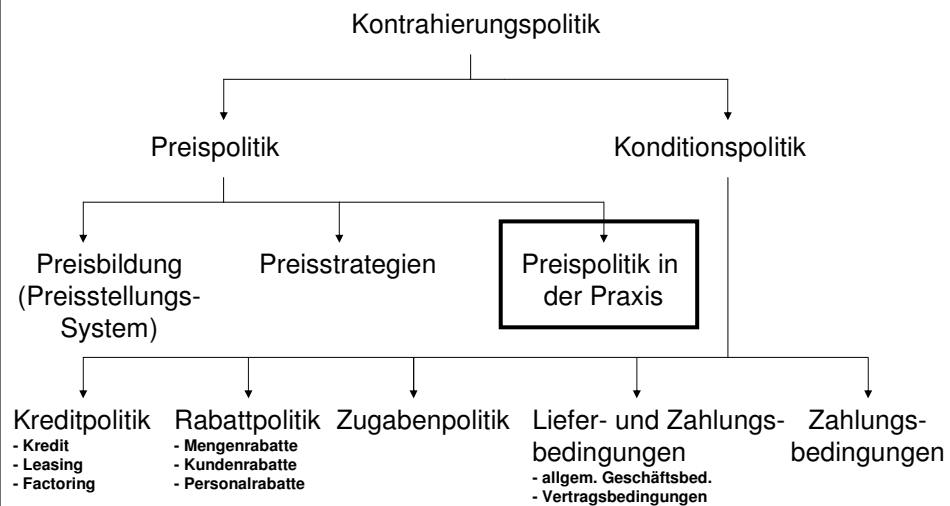 Kontrahierungspolitik
Preispolitik
Konditionspolitik
Preisbildung
(Preisstellungs-
System)
Preisstrategien
Preispolitik in
der Praxis
Kreditpolitik
- Kredit
- Leasing
- Factoring
Rabattpolitik
- Mengenrabatte
- Kundenrabatte
- Personalrabatte
Zugabenpolitik
Liefer- und Zahlungs-
bedingungen
- allgem. Geschäftsbed.
- Vertragsbedingungen
Zahlungs-
bedingungen